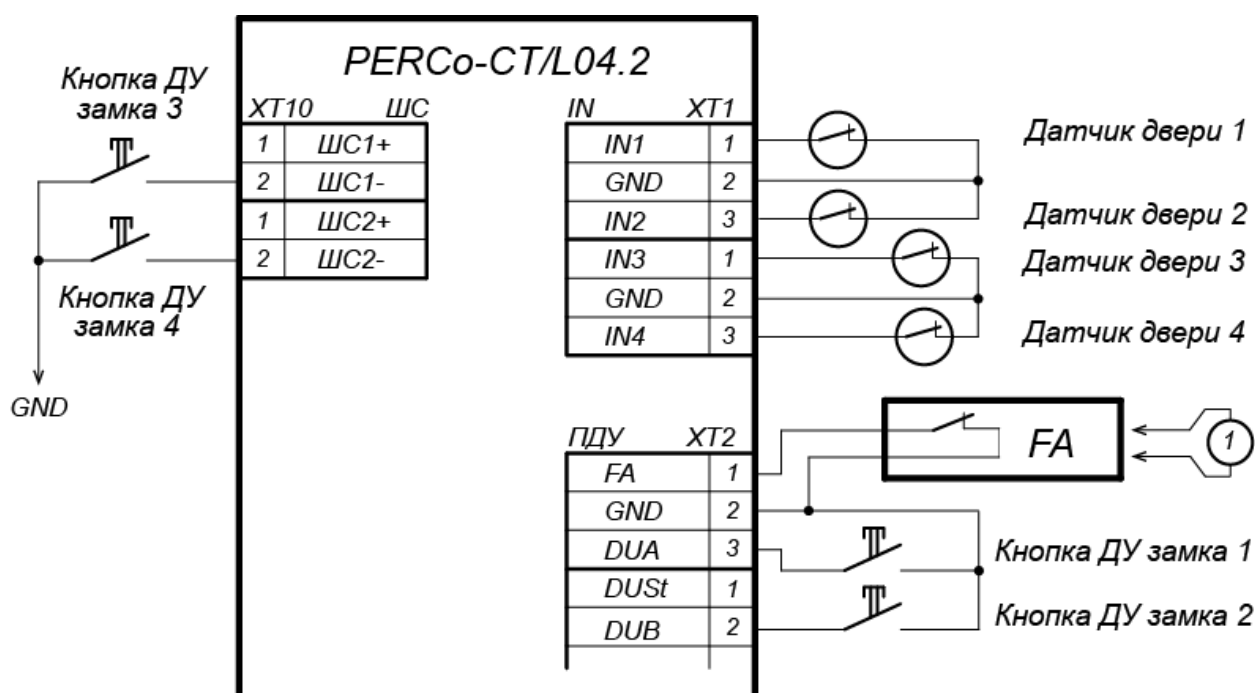 PERCo-CT/L04.2
Кнопка ДУ
замка 3
XT10 ШС
1 ШС1+
2 ШС1-
1 ШС2+
2 ШС2-
Кнопка ДУ
замка 4
GND
IN XT1
IN1 1
GND 2
IN2 3
IN3 1
GND 2
IN4 3
Датчик двери 1
Датчик двери 2
Датчик двери 3
Датчик двери 4
ПДУ XT2
FA 1
GND 2
DUA 3
DUSt 1
DUB 2
FA
1
Кнопка ДУ замка 1
Кнопка ДУ замка 2